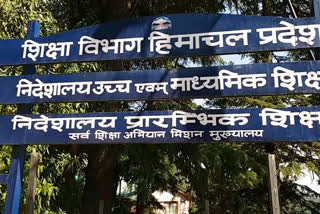 शिक्षा विभाग हिमाचल प्रदेश
निदेशालय उच्च एवम् माध्यमिक शिक्षा
निदेशालय प्रारम्भिक शिक्षा
सर्व शिक्षा अभियान मिशन मुख्यालय